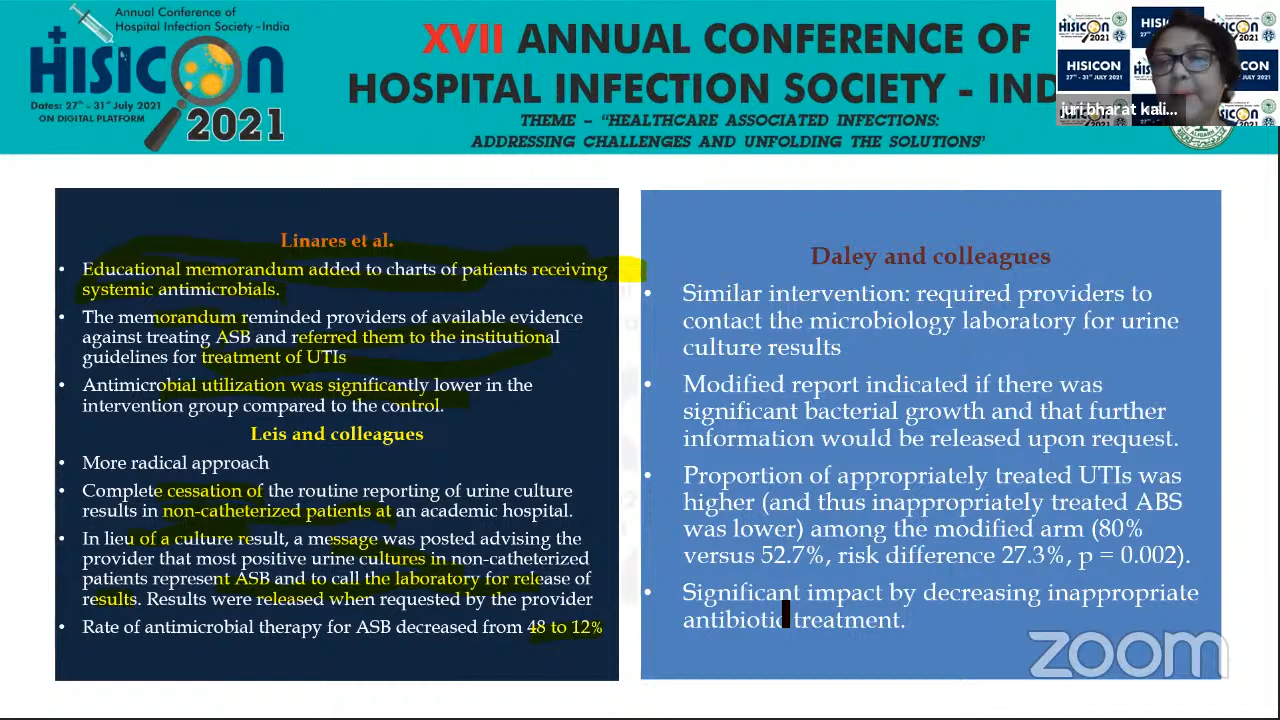 Annual Conference of
Hospital Infection Society -India
HISICON
Dates: 27th - 31st July 2021
ON DIGITAL PLATFORM
2021
XVII ANNUAL CONFERENCE OF
HOSPITAL INFECTION SOCIETY - IND
THEME – "HEALTHCARE ASSOCIATED INFECTIONS:
ADDRESSING CHALLENGES AND UNFOLDING THE SOLUTIONS"
HISICON
2021
HISICON
27th - 31st JULY 2021
juri bharat kali...
Linares et al.
• Educational memorandum added to charts of patients receiving
systemic antimicrobials.
• The memorandum reminded providers of available evidence
against treating ASB and referred them to the institutional
guidelines for treatment of UTIs
• Antimicrobial utilization was significantly lower in the
intervention group compared to the control.
Leis and colleagues
• More radical approach
• Complete cessation of the routine reporting of urine culture
results in non-catheterized patients at an academic hospital.
• In lieu of a culture result, a message was posted advising the
provider that most positive urine cultures in non-catheterized
patients represent ASB and to call the laboratory for release of
results. Results were released when requested by the provider
• Rate of antimicrobial therapy for ASB decreased from 48 to 12%
Daley and colleagues
• Similar intervention: required providers to
contact the microbiology laboratory for urine
culture results
• Modified report indicated if there was
significant bacterial growth and that further
information would be released upon request.
• Proportion of appropriately treated UTIs was
higher (and thus inappropriately treated ABS
was lower) among the modified arm (80%
versus 52.7%, risk difference 27.3%, p = 0.002).
• Significant impact by decreasing inappropriate
antibiotic treatment.
zoom